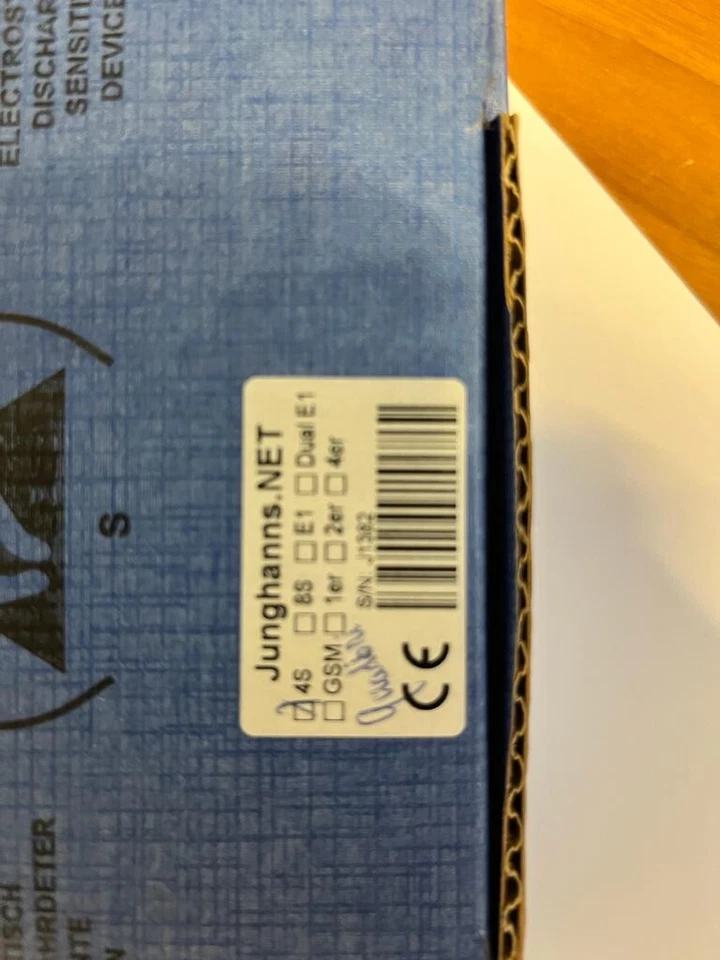 ELECTROS
DISCHAR
SENSITI
DEVICE
S
Junghanns.NET
4S 8S E1 Dual E1
GSM 1er 2er 4er
S/N: J1382
CE
TISCH
HRDETER
NTE
N